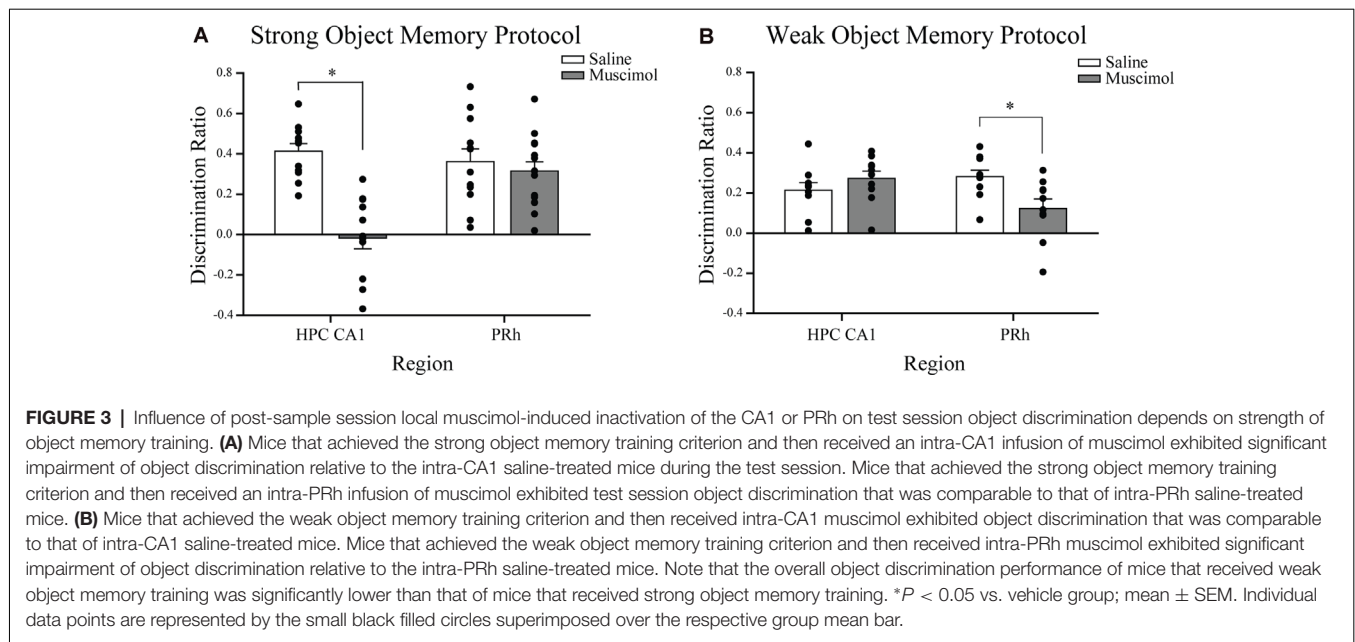 A Strong Object Memory Protocol
Saline
Muscimol
0.8
0.6
0.4
0.2
0.0
-0.2
-0.4
Discrimination Ratio
*
HPC CA1 PRh
Region
B Weak Object Memory Protocol
Saline
Muscimol
0.8
0.6
0.4
0.2
0.0
-0.2
-0.4
Discrimination Ratio
*
HPC CA1 PRh
Region
FIGURE 3 | Influence of post-sample session local muscimol-induced inactivation of the CA1 or PRh on test session object discrimination depends on strength of
object memory training. (A) Mice that achieved the strong object memory training criterion and then received an intra-CA1 infusion of muscimol exhibited significant
impairment of object discrimination relative to the intra-CA1 saline-treated mice during the test session. Mice that achieved the strong object memory training
criterion and then received an intra-PRh infusion of muscimol exhibited test session object discrimination that was comparable to that of intra-PRh saline-treated
mice. (B) Mice that achieved the weak object memory training criterion and then received intra-CA1 muscimol exhibited object discrimination that was comparable
to that of intra-CA1 saline-treated mice. Mice that achieved the weak object memory training criterion and then received intra-PRh muscimol exhibited significant
impairment of object discrimination relative to the intra-PRh saline-treated mice. Note that the overall object discrimination performance of mice that received weak
object memory training was significantly lower than that of mice that received strong object memory training. *P < 0.05 vs. vehicle group; mean ± SEM. Individual
data points are represented by the small black filled circles superimposed over the respective group mean bar.